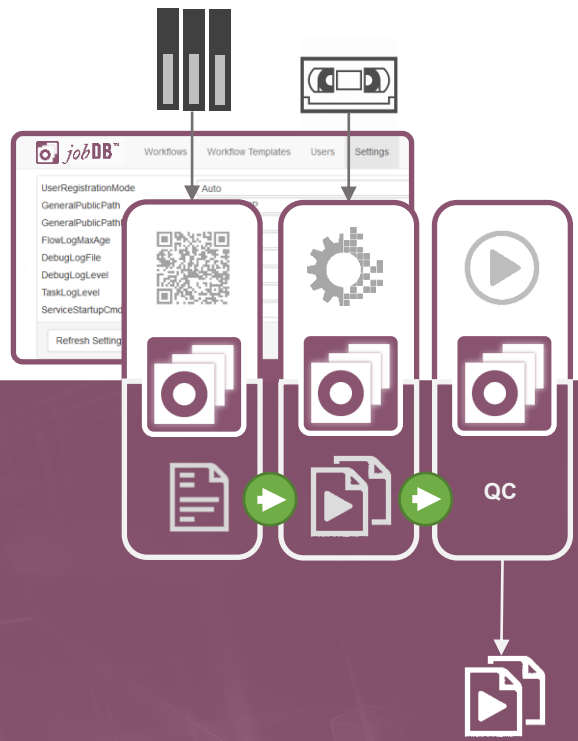 jobDB™ Workflows Workflow Templates Users Settings
UserRegistrationMode Auto
GeneralPublicPath
GeneralPublicPath
FlowLogMaxAge
DebugLogFile
DebugLogLevel
TaskLogLevel
ServiceStartupCmd
Refresh Setting
QC